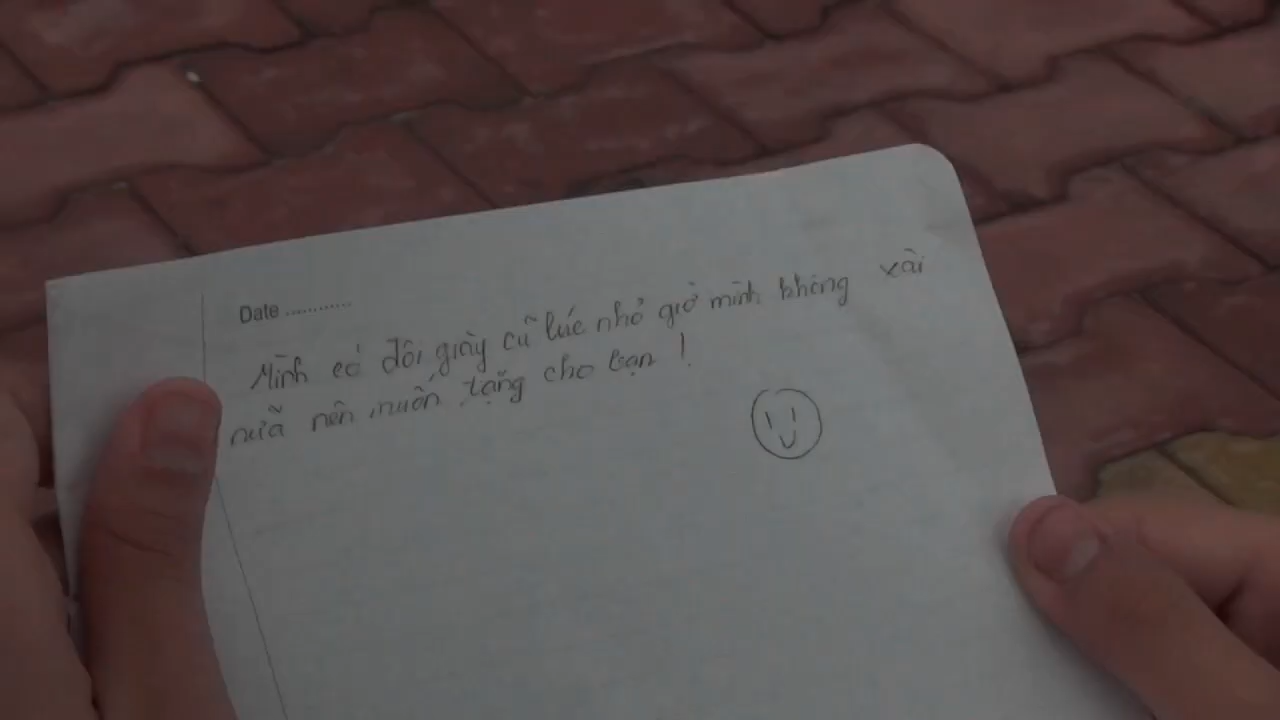 Date ............
Mình có đôi giày cũ lúc nhỏ giờ mình không xài
nữa nên muốn tặng cho bạn !